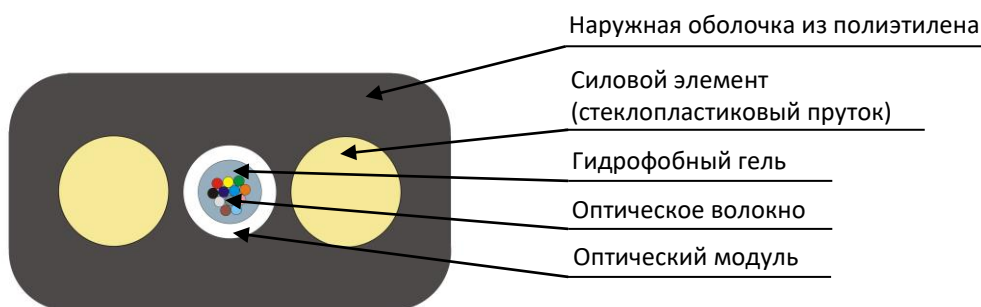 Наружная оболочка из полиэтилена
Силовой элемент
(стеклопластиковый пруток)
Гидрофобный гель
Оптическое волокно
Оптический модуль